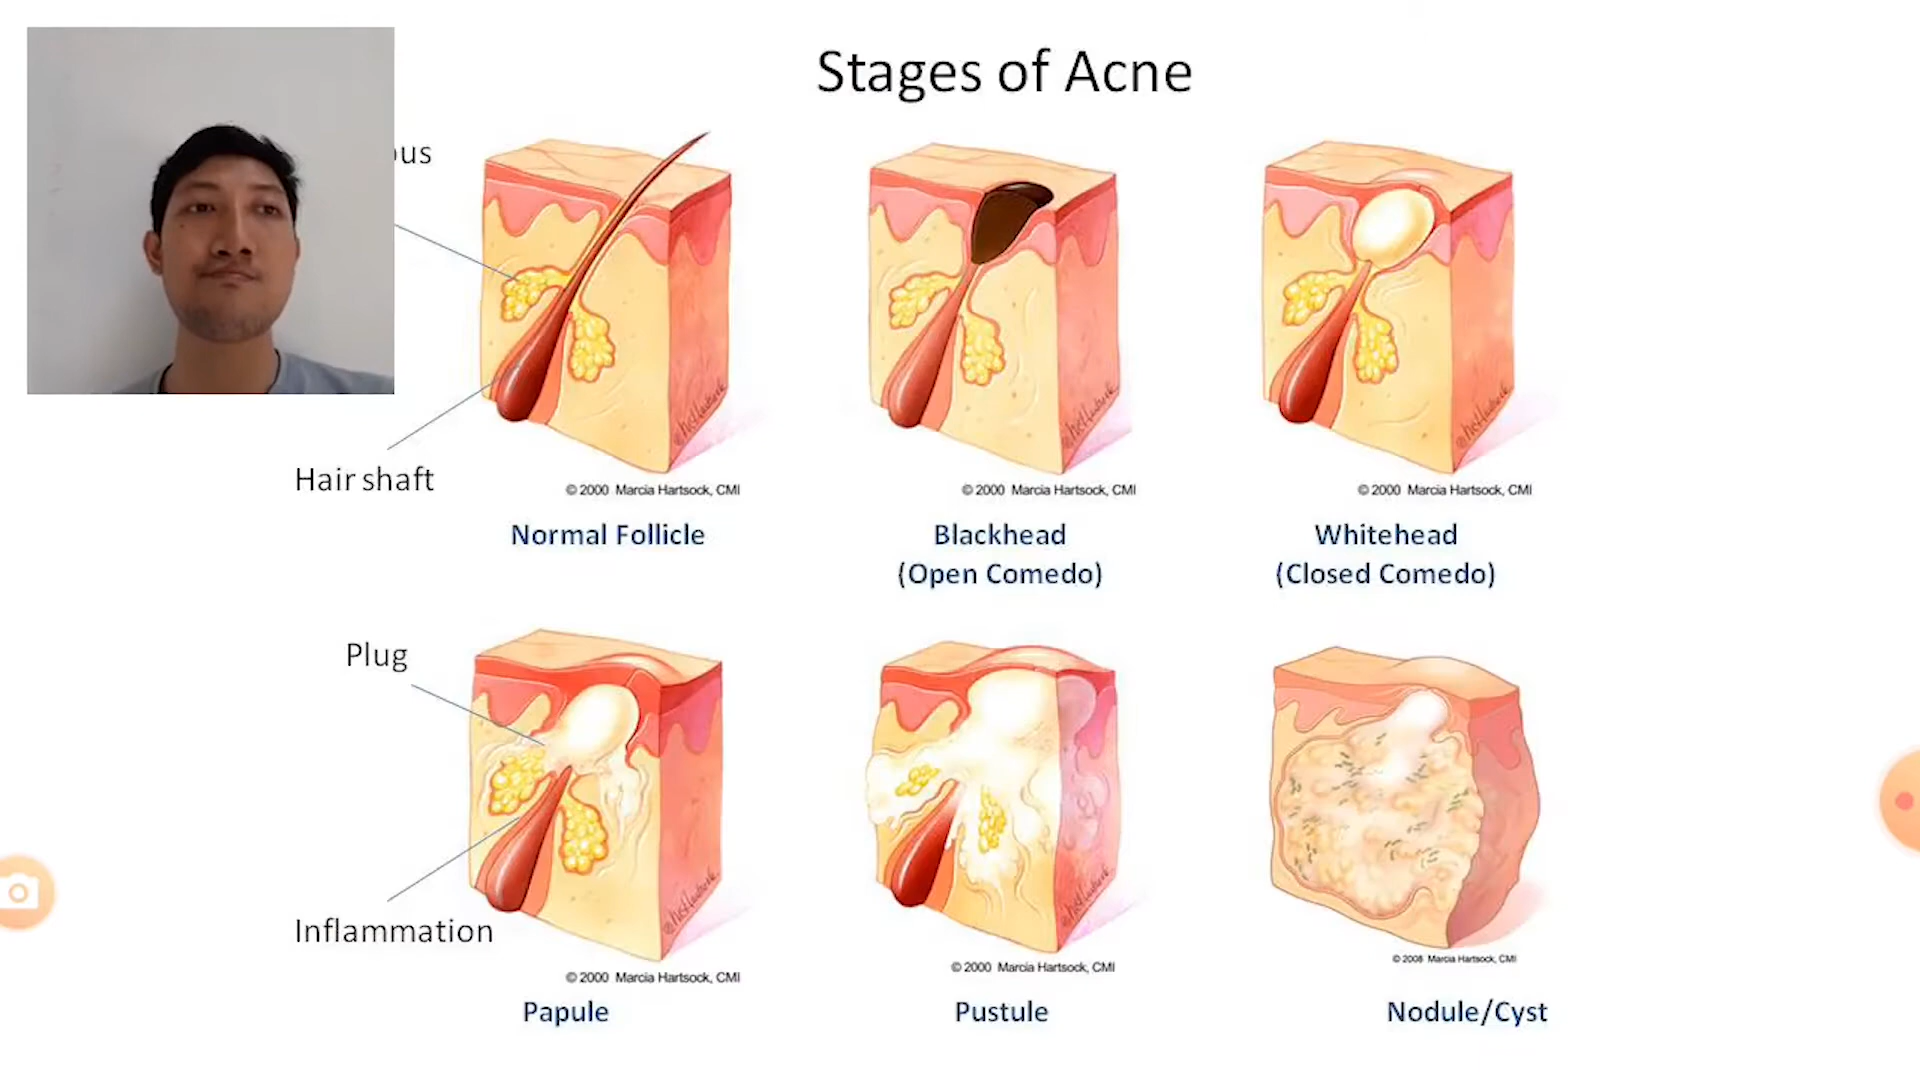 Stages of Acne
Hair shaft
© 2000 Marcia Hartsock, CMI
© 2000 Marcia Hartsock, CMI
© 2000 Marcia Hartsock, CMI
Normal Follicle
Blackhead
(Open Comedo)
Whitehead
(Closed Comedo)
Plug
Inflammation
© 2000 Marcia Hartsock, CMI
© 2000 Marcia Hartsock, CMI
© 2008 Marcia Hartsock, CMI
Papule
Pustule
Nodule/Cyst